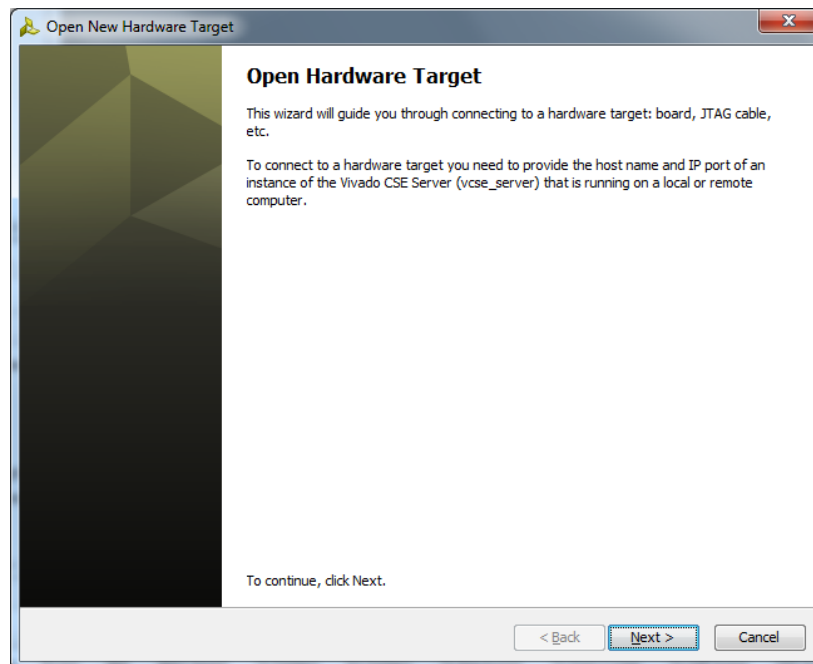 Open New Hardware Target
Open Hardware Target
This wizard will guide you through connecting to a hardware target: board, JTAG cable,
etc.
To connect to a hardware target you need to provide the host name and IP port of an
instance of the Vivado CSE Server (vcse_server) that is running on a local or remote
computer.
To continue, click Next.
< Back
Next >
Cancel